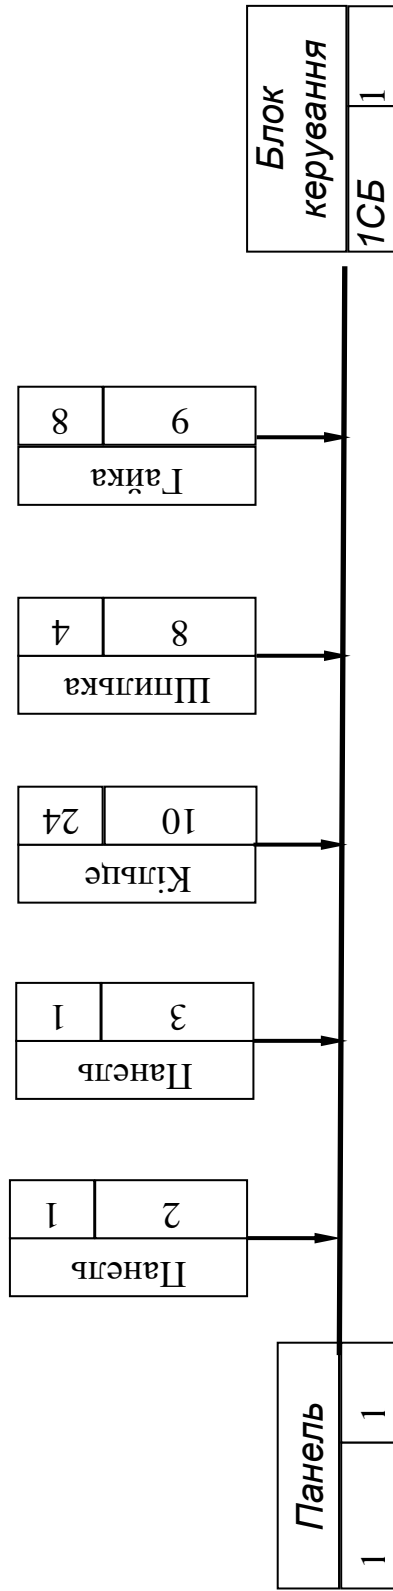 Блок
керування
1СБ 1
Гайка
9 8
Шпилька
8 4
Кільце
10 24
Панель
3 1
Панель
2 1
Панель
1 1